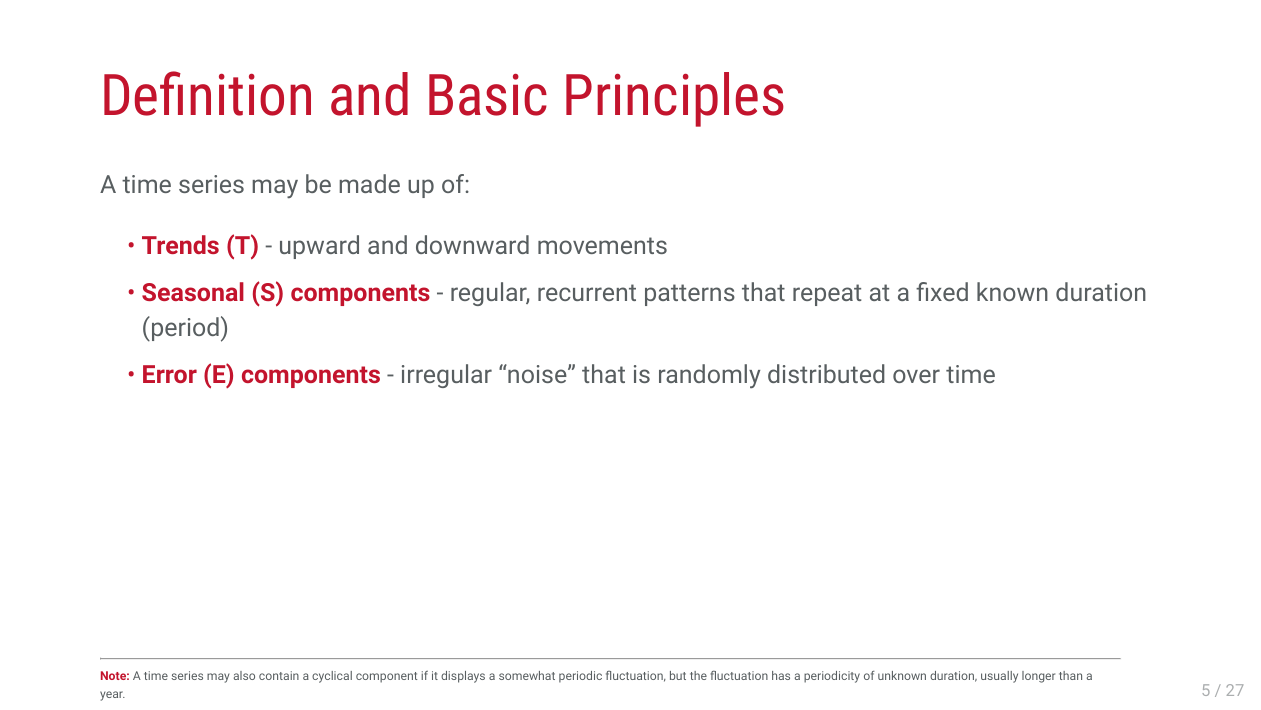 Definition and Basic Principles
A time series may be made up of:
• Trends (T) - upward and downward movements
• Seasonal (S) components - regular, recurrent patterns that repeat at a fixed known duration
(period)
• Error (E) components - irregular “noise” that is randomly distributed over time
Note: A time series may also contain a cyclical component if it displays a somewhat periodic fluctuation, but the fluctuation has a periodicity of unknown duration, usually longer than a
year.
5 / 27